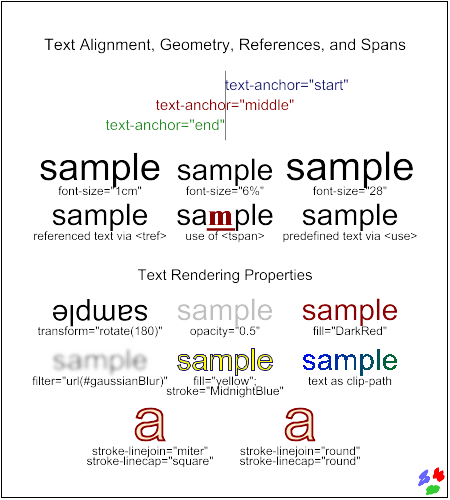 Text Alignment, Geometry, References, and Spans
text-anchor="start"
text-anchor="middle"
text-anchor="end"
sample sample sample
font-size="1cm" font-size="6%" font-size="28"
sample sample sample
referenced text via <tref> use of <tspan> predefined text via <use>
Text Rendering Properties
sample sample sample
transform="rotate(180)" opacity="0.5" fill="DarkRed"
sample sample sample
filter="url(#gaussianBlur)" fill="yellow"; text as clip-path
stroke="MidnightBlue"
a a
stroke-linejoin="miter" stroke-linejoin="round"
stroke-linecap="square" stroke-linecap="round"